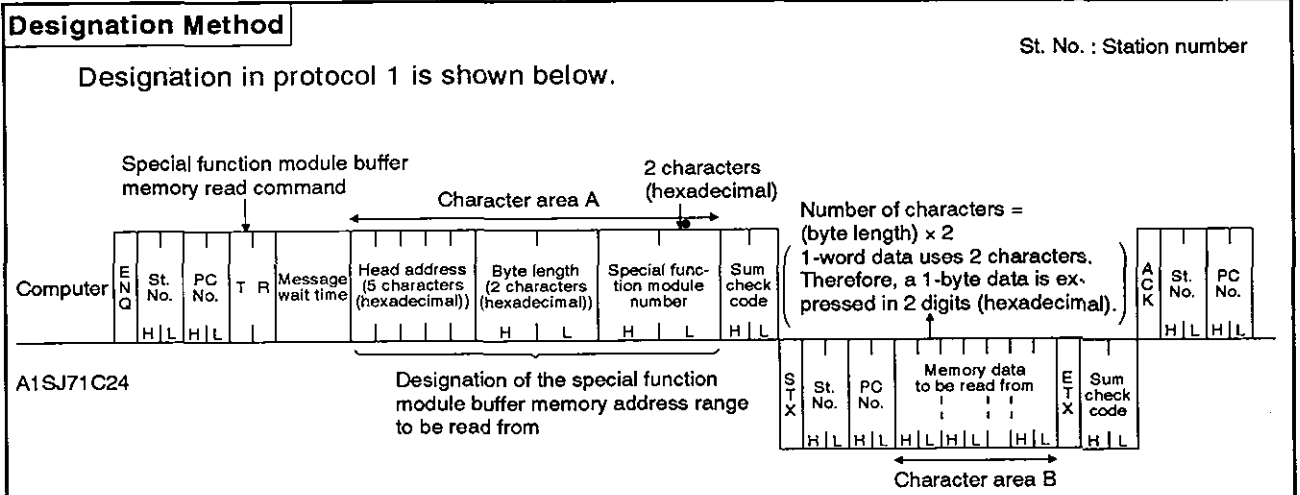 Designation Method
St. No. : Station number
Designation in protocol 1 is shown below.
Special function module buffer
memory read command
Character area A
2 characters
(hexadecimal)
Number of characters =
(byte length) × 2
1-word data uses 2 characters.
Therefore, a 1-byte data is ex-
pressed in 2 digits (hexadecimal).
Computer
ENQ
St.
No.
H L
PC
No.
H L
T R
Message
wait time
Head address
(5 characters
(hexadecimal))
Byte length
(2 characters
(hexadecimal))
H L
Special func-
tion module
number
H L
Sum
check
code
H L
ACK
St.
No.
H L
PC
No.
H L
A1SJ71C24
Designation of the special function
module buffer memory address range
to be read from
STX
St.
No.
H L
PC
No.
H L
Memory data
to be read from
H L H L H L
ETX
Sum
check
code
H L
Character area B